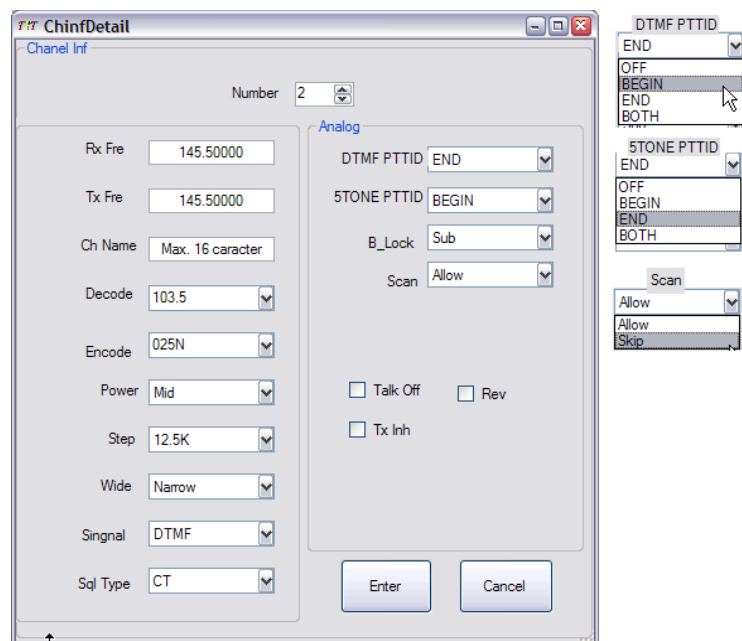 TYT ChinfDetail
Chanel Inf
Number 2
Rx Fre 145.50000
Tx Fre 145.50000
Ch Name Max. 16 caracter
Decode 103.5
Encode 025N
Power Mid
Step 12.5K
Wide Narrow
Singnal DTMF
Sql Type CT
Analog
DTMF PTTID END
5TONE PTTID BEGIN
B_Lock Sub
Scan Allow
Talk Off
Rev
Tx Inh
Enter
Cancel
DTMF PTTID
END
OFF
BEGIN
END
BOTH
5TONE PTTID
END
OFF
BEGIN
END
BOTH
Scan
Allow
Allow
Skip